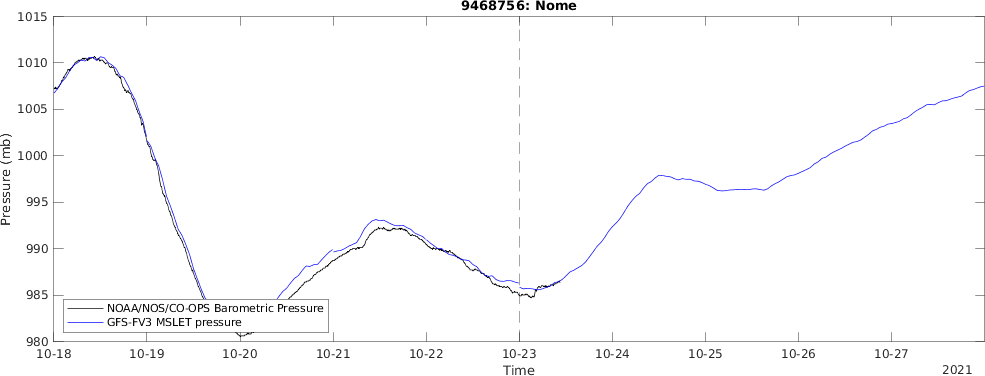 9468756: Nome
1015
1010
1005
1000
995
990
985
980
Pressure (mb)
NOAA/NOS/CO-OPS Barometric Pressure
GFS-FV3 MSLET pressure
10-18 10-19 10-20 10-21 10-22 10-23 10-24 10-25 10-26 10-27
Time
2021